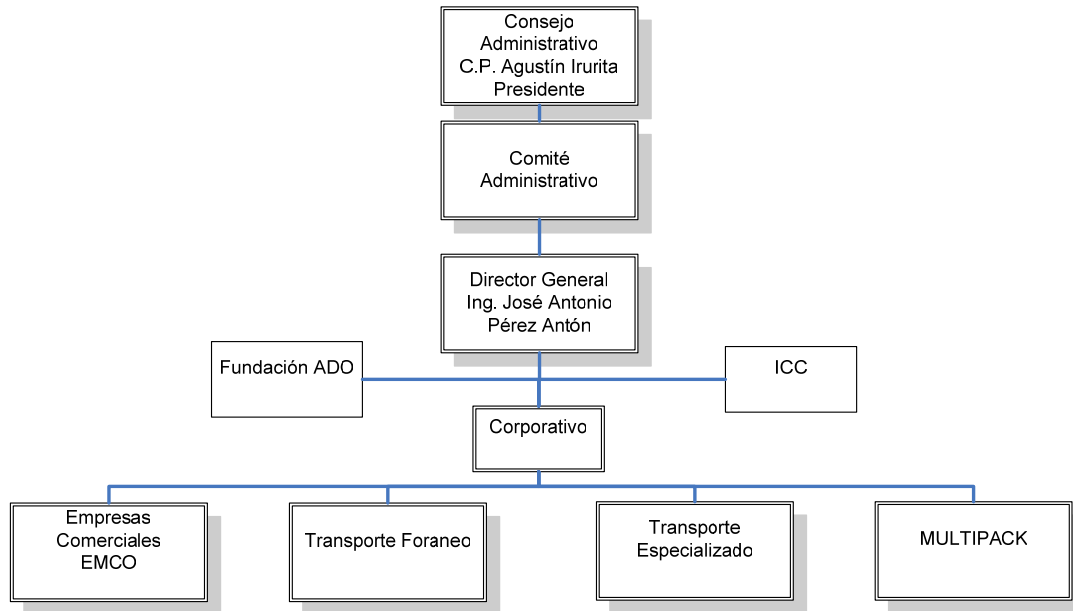 Consejo
Administrativo
C.P. Agustín Irurita
Presidente
Comité
Administrativo
Director General
Ing. José Antonio
Pérez Antón
Fundación ADO
ICC
Corporativo
Empresas
Comerciales
EMCO
Transporte Foraneo
Transporte
Especializado
MULTIPACK